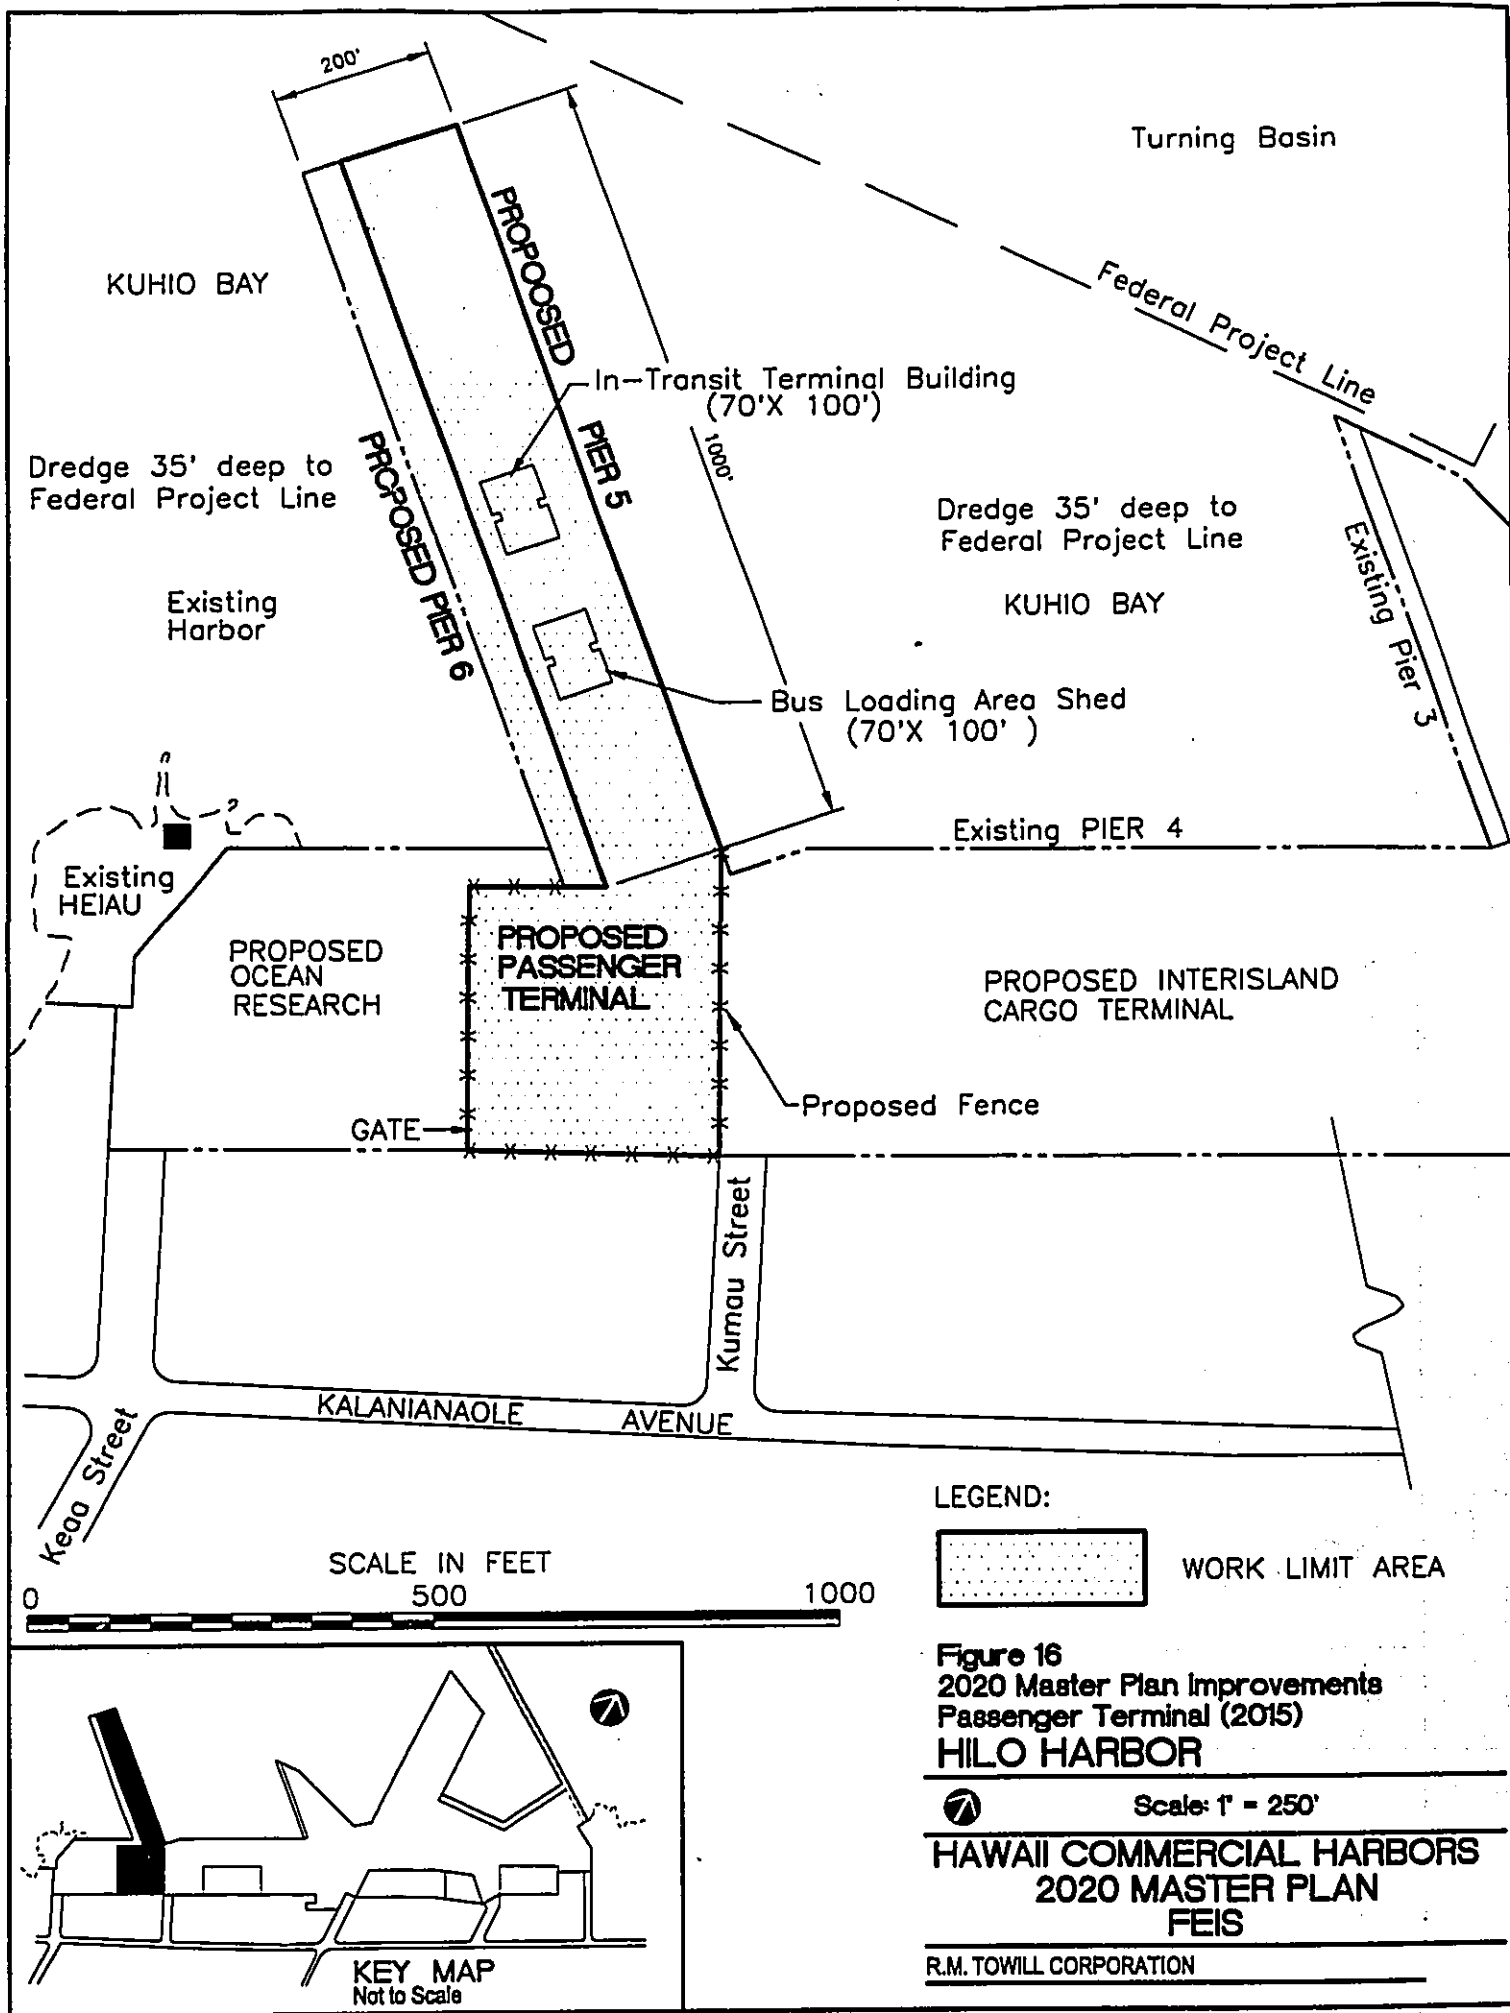 200'
Turning Basin
KUHIO BAY
PROPOOSED
PIER 5
Federal Project Line
In-Transit Terminal Building
(70'X 100')
1000'
PROPOSED PIER 6
Dredge 35' deep to
Federal Project Line
Dredge 35' deep to
Federal Project Line
Existing Pier 3
Existing
Harbor
KUHIO BAY
Bus Loading Area Shed
(70'X 100' )
Existing PIER 4
?
?
Existing
HEIAU
PROPOSED
OCEAN
RESEARCH
PROPOSED
PASSENGER
TERMINAL
PROPOSED INTERISLAND
CARGO TERMINAL
Proposed Fence
GATE
Kumau Street
KALANIANAOLE AVENUE
Keaa Street
LEGEND:
WORK LIMIT AREA
SCALE IN FEET
0 500 1000
Figure 16
2020 Master Plan Improvements
Passenger Terminal (2015)
HILO HARBOR
Scale: 1" = 250'
HAWAII COMMERCIAL HARBORS
2020 MASTER PLAN
FEIS
R.M. TOWILL CORPORATION
KEY MAP
Not to Scale